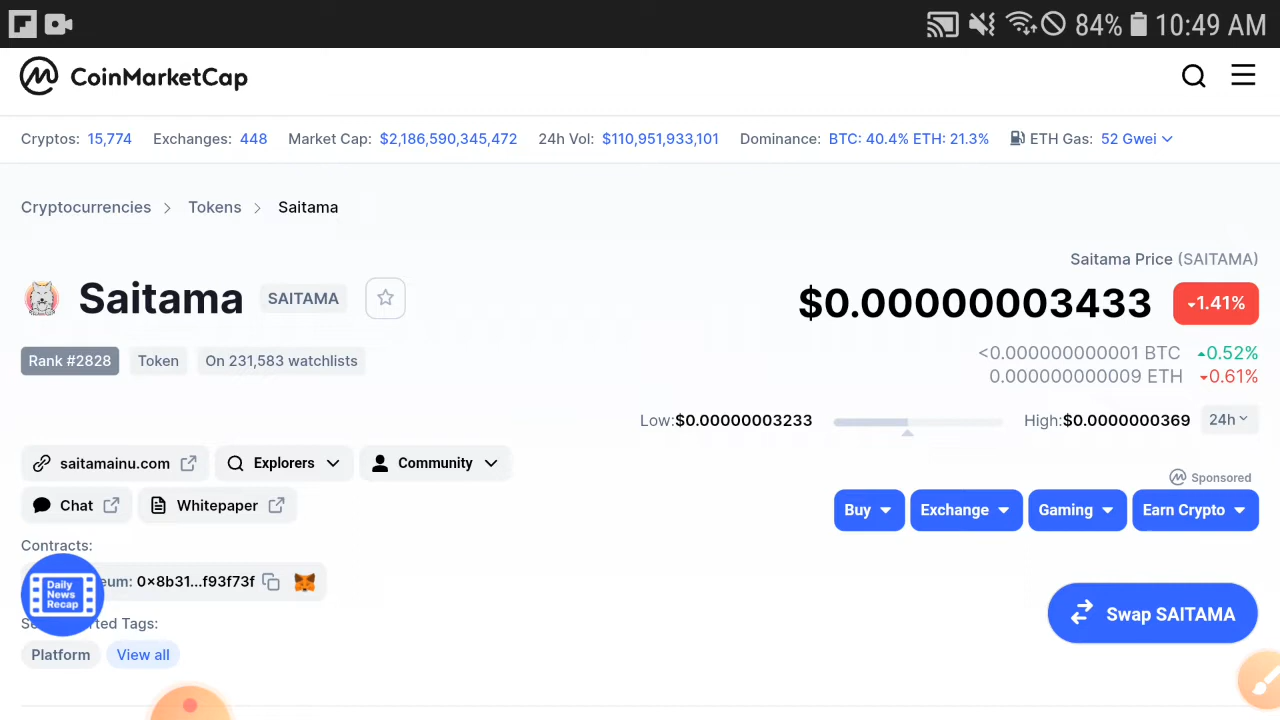 84% 10:49 AM
CoinMarketCap
Cryptos: 15,774 Exchanges: 448 Market Cap: $2,186,590,345,472 24h Vol: $110,951,933,101 Dominance: BTC: 40.4% ETH: 21.3% ETH Gas: 52 Gwei
Cryptocurrencies > Tokens > Saitama
Saitama Price (SAITAMA)
Saitama SAITAMA $0.00000003433 1.41%
Rank #2828 Token On 231,583 watchlists
<0.000000000001 BTC 0.52%
0.000000000009 ETH 0.61%
Low:$0.00000003233 High:$0.0000000369 24h
saitamainu.com Explorers Community
Sponsored
Chat Whitepaper
Buy Exchange Gaming Earn Crypto
Contracts:
eum: 0x8b31...f93f73f
Daily
News
Recap
rted Tags:
Swap SAITAMA
Platform View all